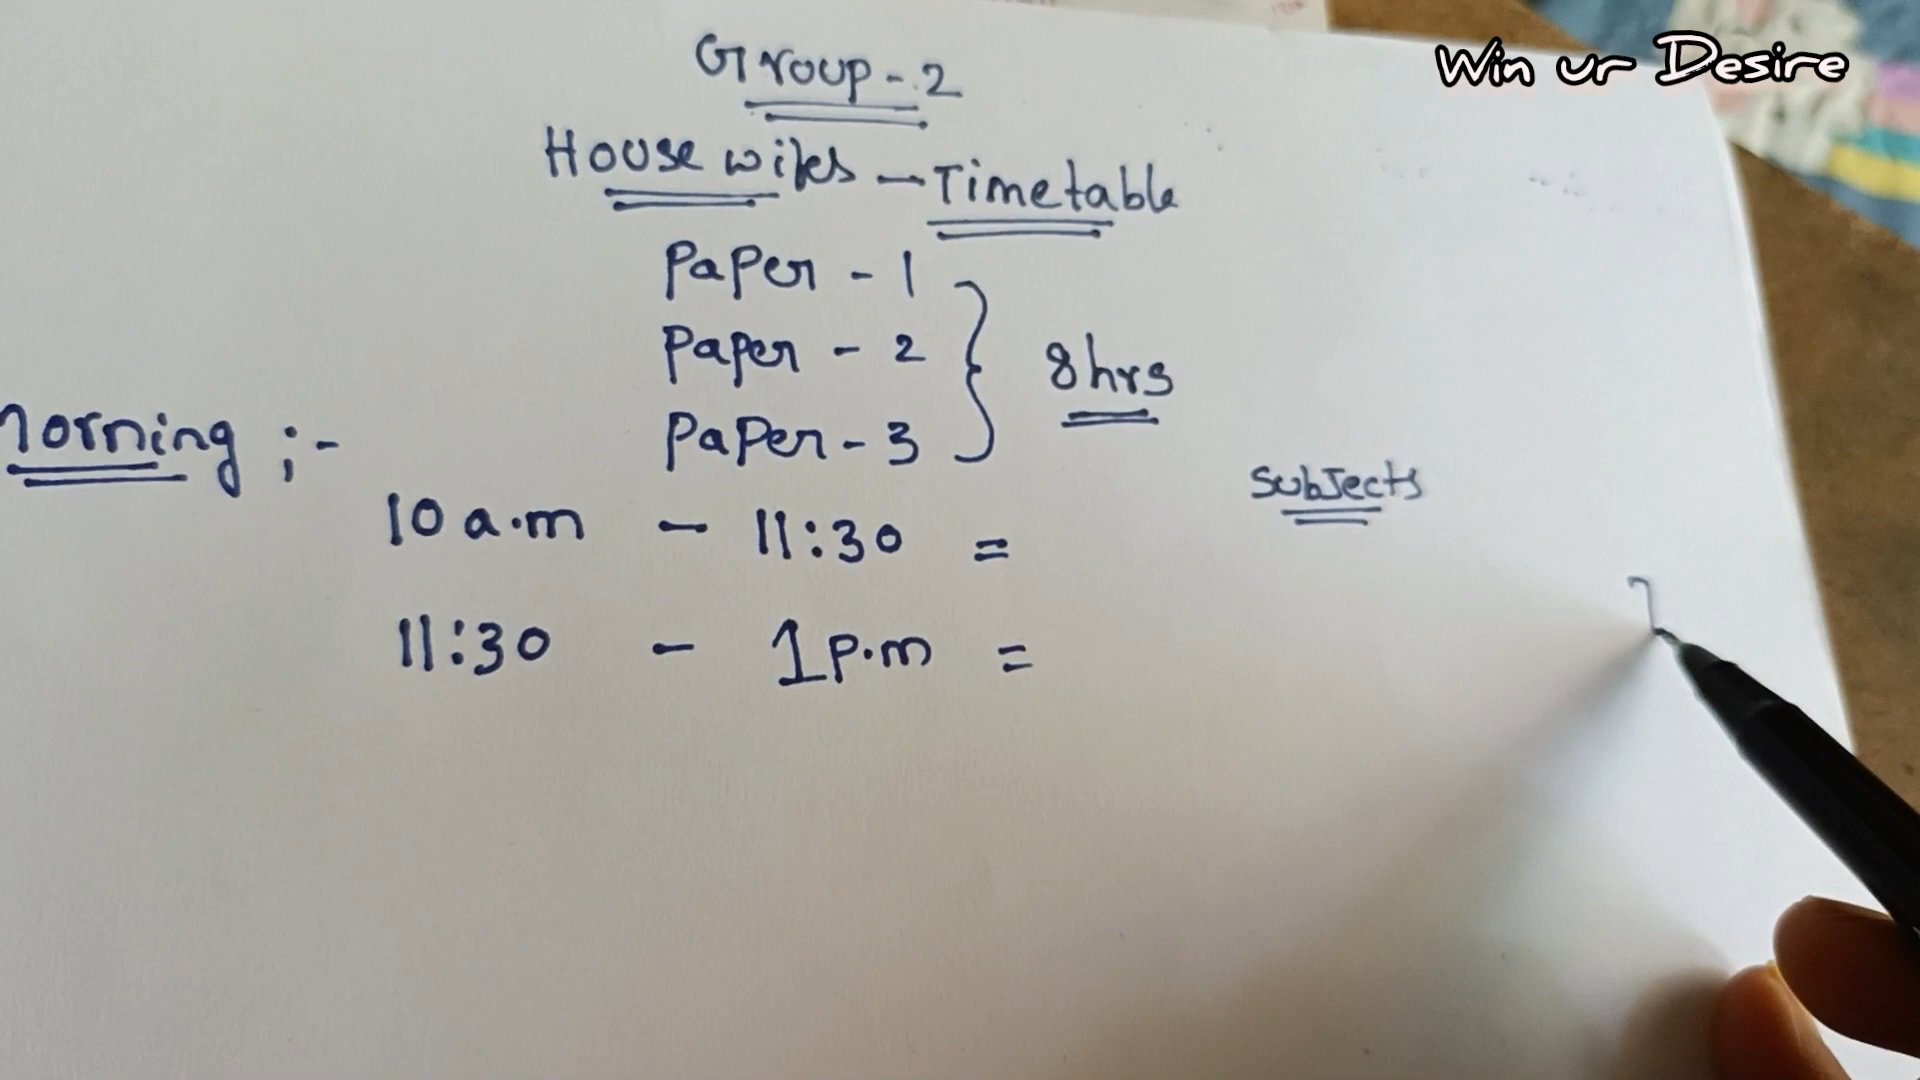 Win ur Desire
Group-2
House wifes - Timetable
Paper - 1
Paper - 2
Paper - 3
8hrs
Morning ;-
Subjects
10 a.m - 11:30 =
11:30 - 1 p.m =